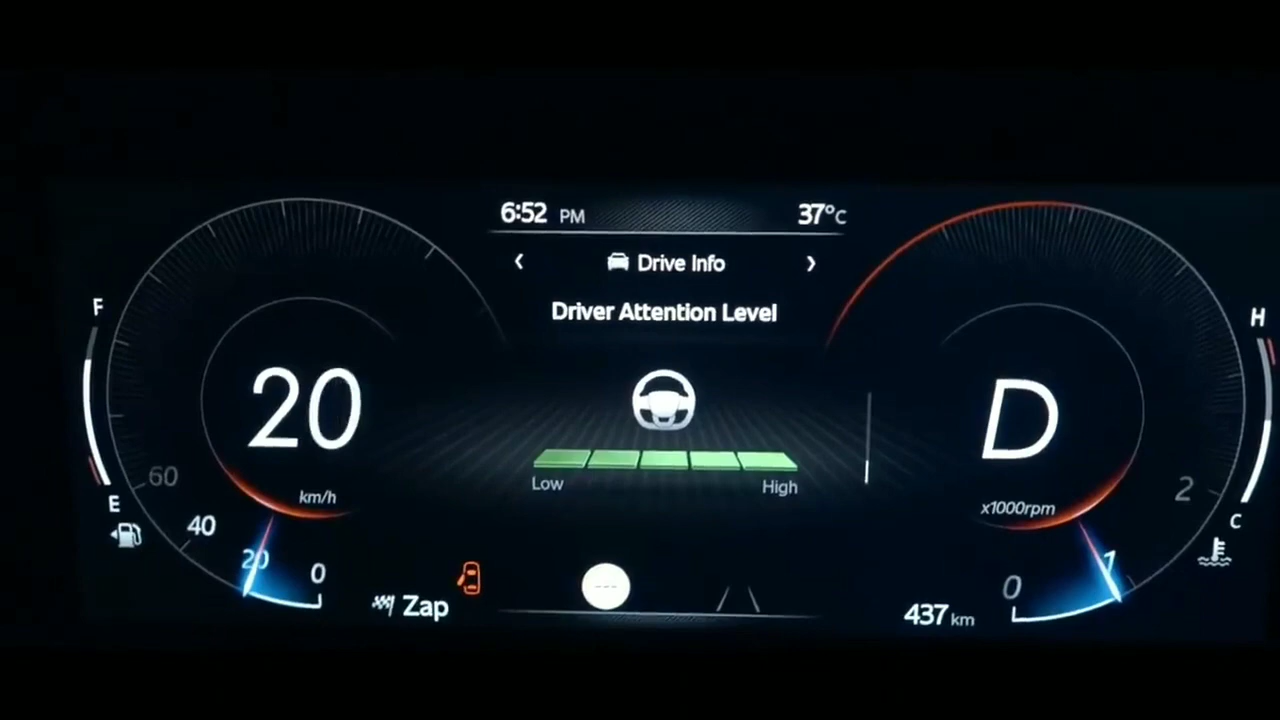 6:52 PM 37°C
‹ Drive Info ›
Driver Attention Level
F
H
20
D
km/h
x1000rpm
Low High
E
C
60
40
20
0
2
1
0
Zap
---
437 km